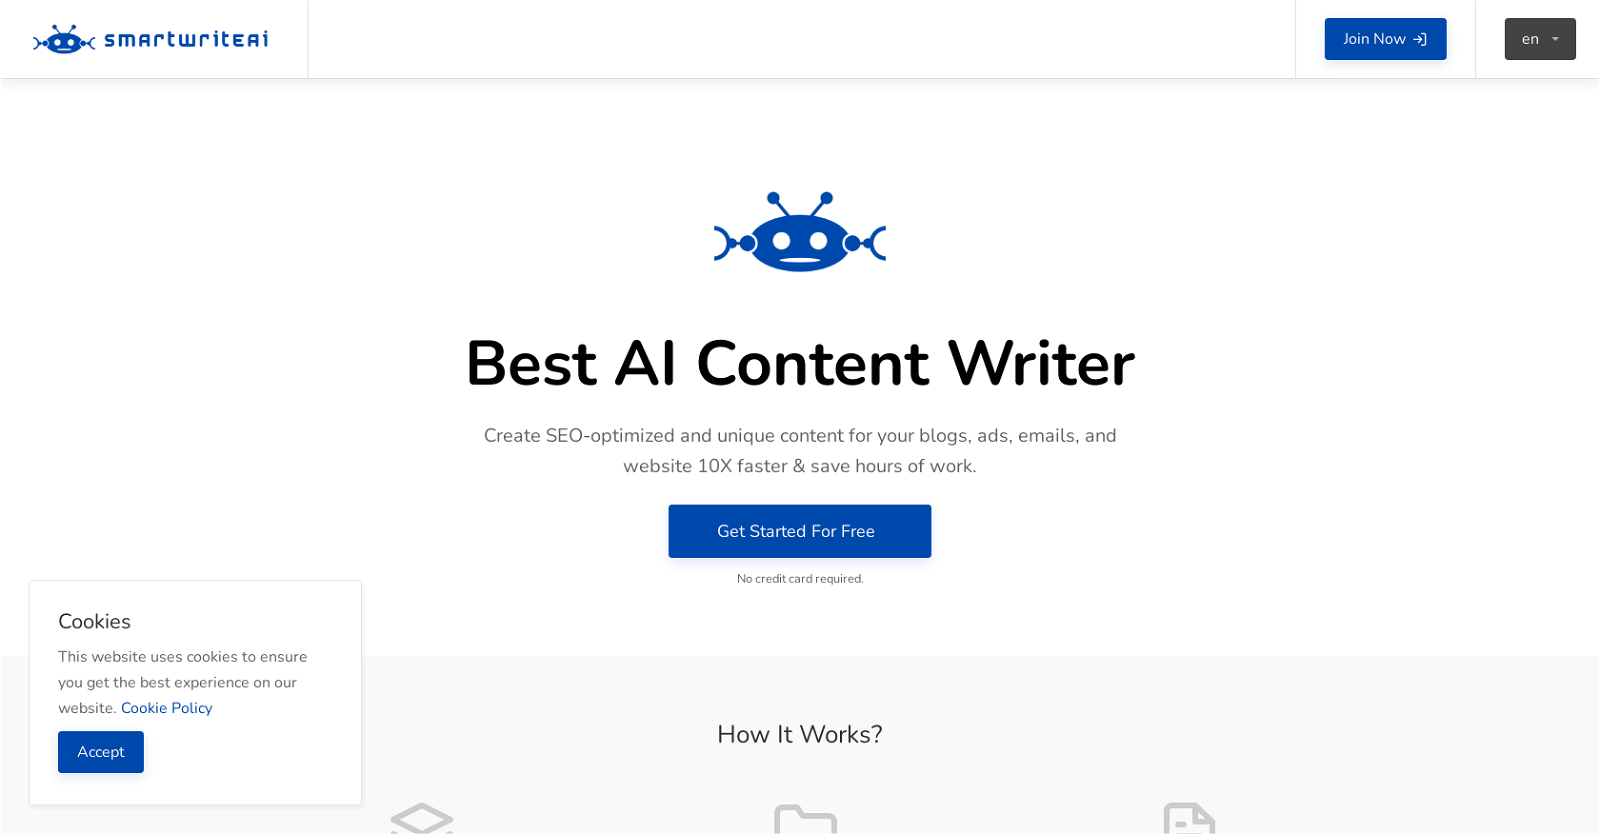 smartwriteai
Join Now
en
Best AI Content Writer
Create SEO-optimized and unique content for your blogs, ads, emails, and
website 10X faster & save hours of work.
Get Started For Free
No credit card required.
Cookies
This website uses cookies to ensure
you get the best experience on our
website. Cookie Policy
Accept
How It Works?